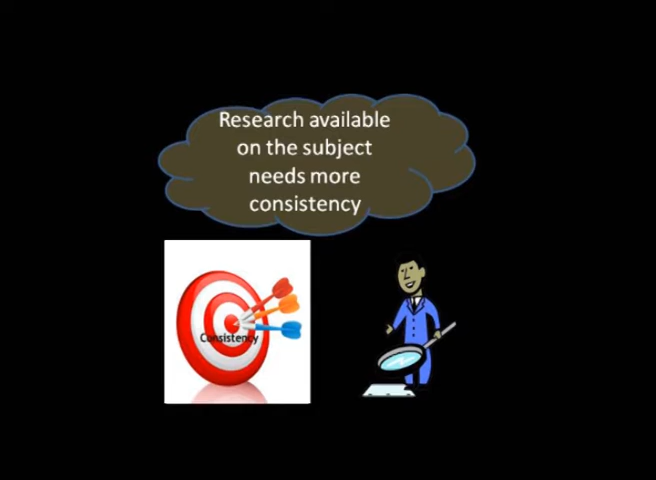 Research available
on the subject
needs more
consistency
Consistency